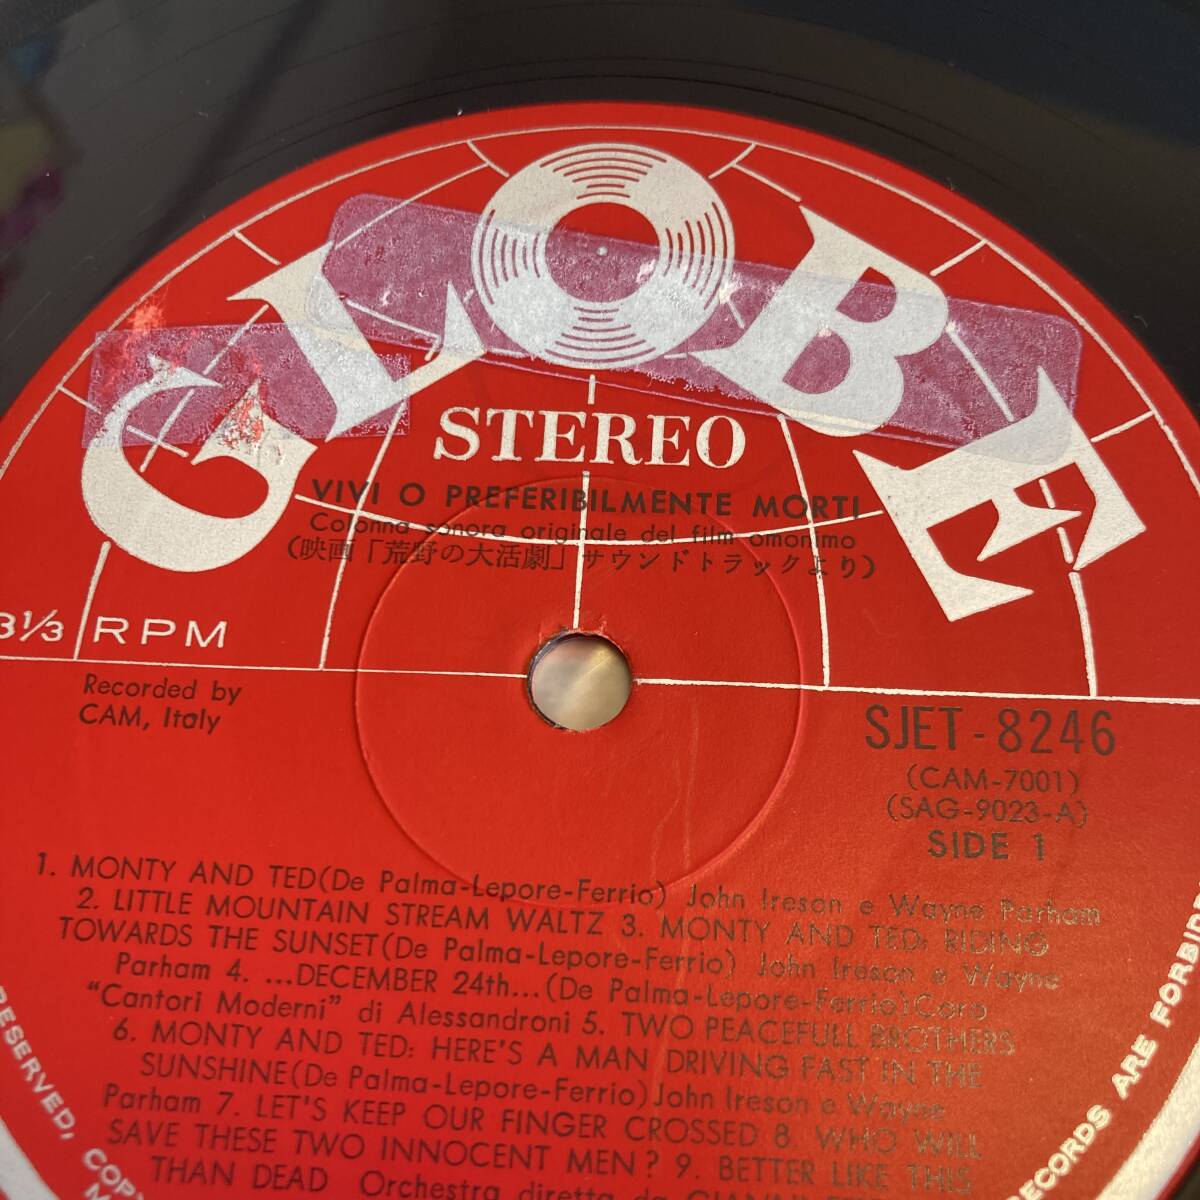 GLOBE
STEREO
VIVI O PREFERIBILMENTE MORTI
Colonna sonora originale del film omonimo
(映画「荒野の大活劇」サウンドトラックより)
3 1/3 RPM
Recorded by
CAM, Italy
SJET-8246
(CAM-7001)
(SAG-9023-A)
SIDE 1
1. MONTY AND TED(De Palma-Lepore-Ferrio) John Ireson e Wayne Parham
2. LITTLE MOUNTAIN STREAM WALTZ 3. MONTY AND TED: RIDING
TOWARDS THE SUNSET(De Palma-Lepore-Ferrio) John Ireson e Wayne
Parham 4. ...DECEMBER 24th...(De Palma-Lepore-Ferrio)Coro
"Cantori Moderni" di Alessandroni 5. TWO PEACEFULL BROTHERS
6. MONTY AND TED: HERE'S A MAN DRIVING FAST IN THE
SUNSHINE(De Palma-Lepore-Ferrio)John Ireson e Wayne
Parham 7. LET'S KEEP OUR FINGER CROSSED 8. WHO WILL
SAVE THESE TWO INNOCENT MEN? 9. BETTER LIKE THIS
THAN DEAD Orchestra diretta da GIANNI
RESERVED,
RECORDS ARE FORBID